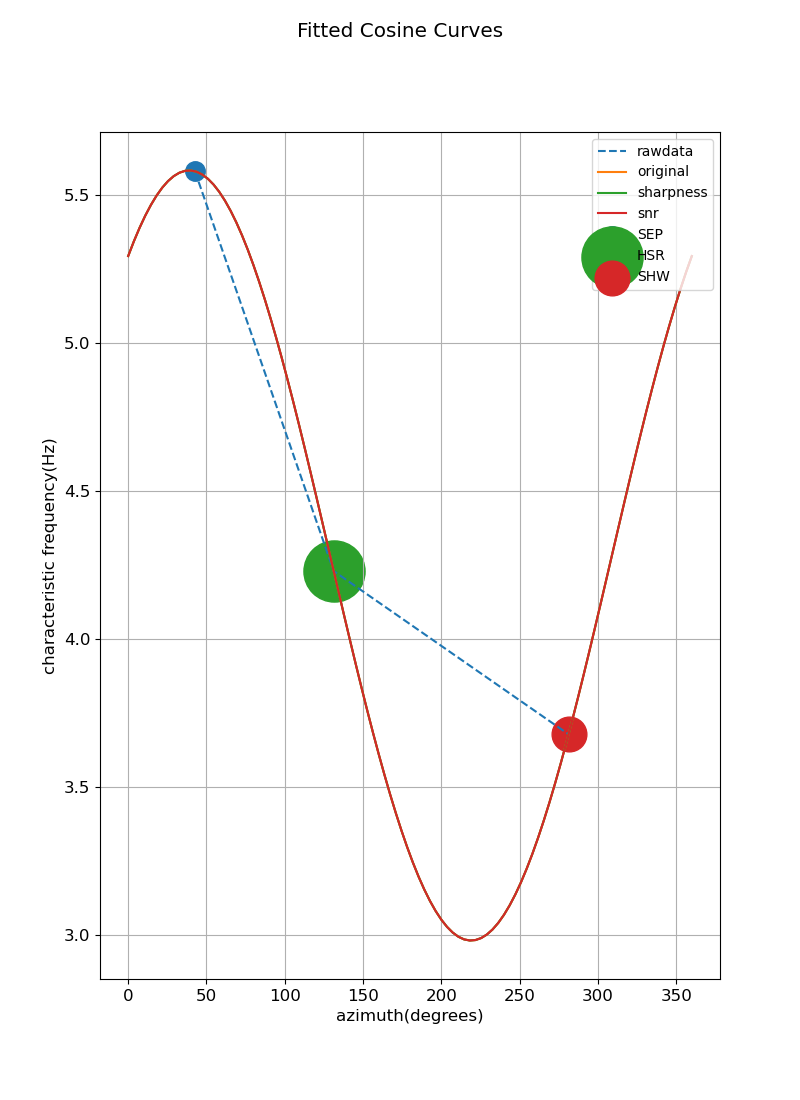 Fitted Cosine Curves
rawdata
original
sharpness
snr
SEP
HSR
SHW
5.5
5.0
4.5
4.0
3.5
3.0
characteristic frequency(Hz)
0 50 100 150 200 250 300 350
azimuth(degrees)